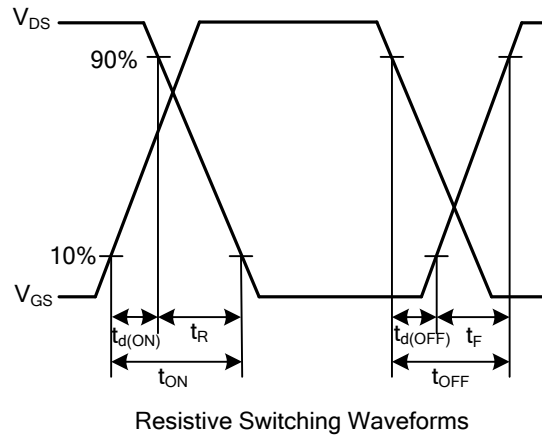 VDS
90%
10%
VGS
td(ON) tR td(OFF) tF
tON tOFF
Resistive Switching Waveforms